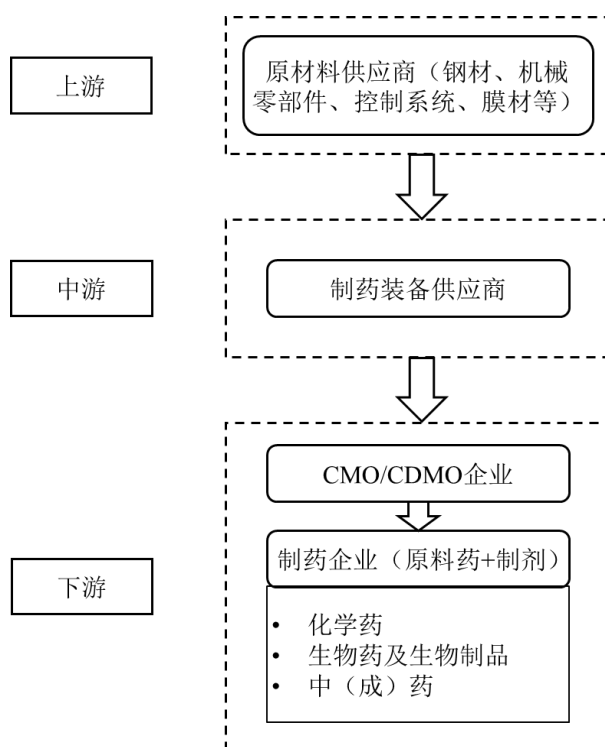 上游
原材料供应商（钢材、机械
零部件、控制系统、膜材等）
中游
制药装备供应商
下游
CMO/CDMO企业
制药企业（原料药+制剂）
• 化学药
• 生物药及生物制品
• 中（成）药